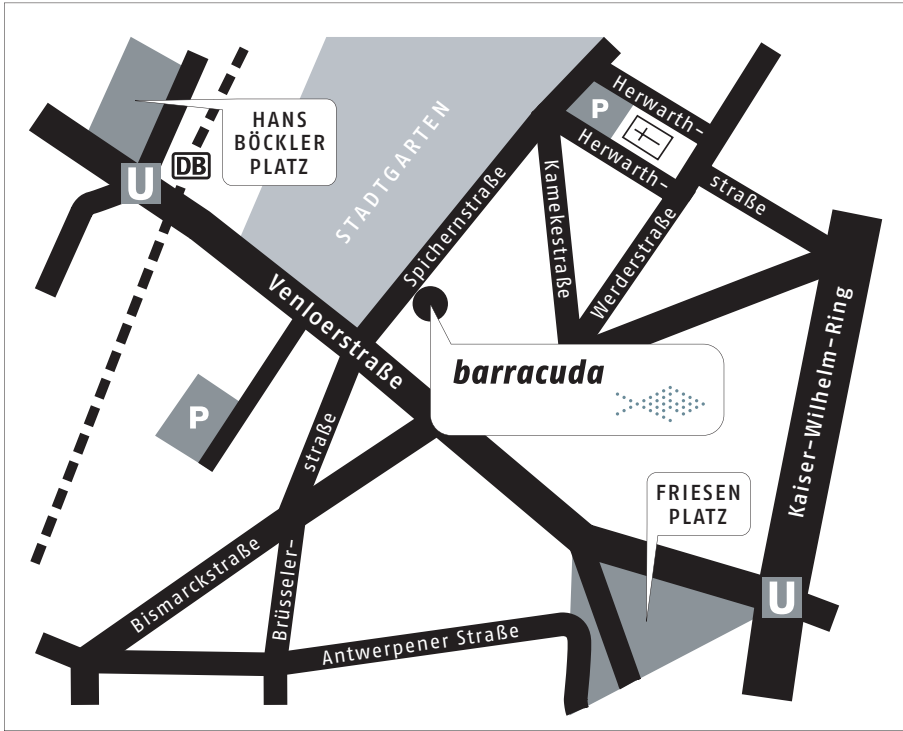 HANS
BÖCKLER
PLATZ
DB
U
STADTGARTEN
P
Herwarth-
Herwarth-
straße
Kamekestraße
Werderstraße
Spichernstraße
Venloerstraße
barracuda
P
straße
Kaiser-Wilhelm-Ring
FRIESEN
PLATZ
Bismarckstraße
Brüsseler-
Antwerpener Straße
U